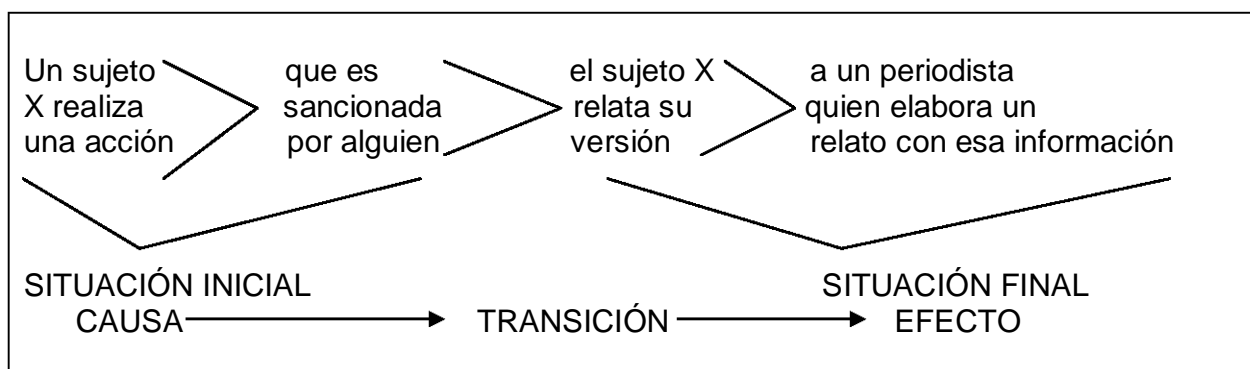 Un sujeto
X realiza
una acción
que es
sancionada
por alguien
el sujeto X
relata su
versión
a un periodista
quien elabora un
relato con esa información
SITUACIÓN INICIAL
CAUSA
TRANSICIÓN
SITUACIÓN FINAL
EFECTO